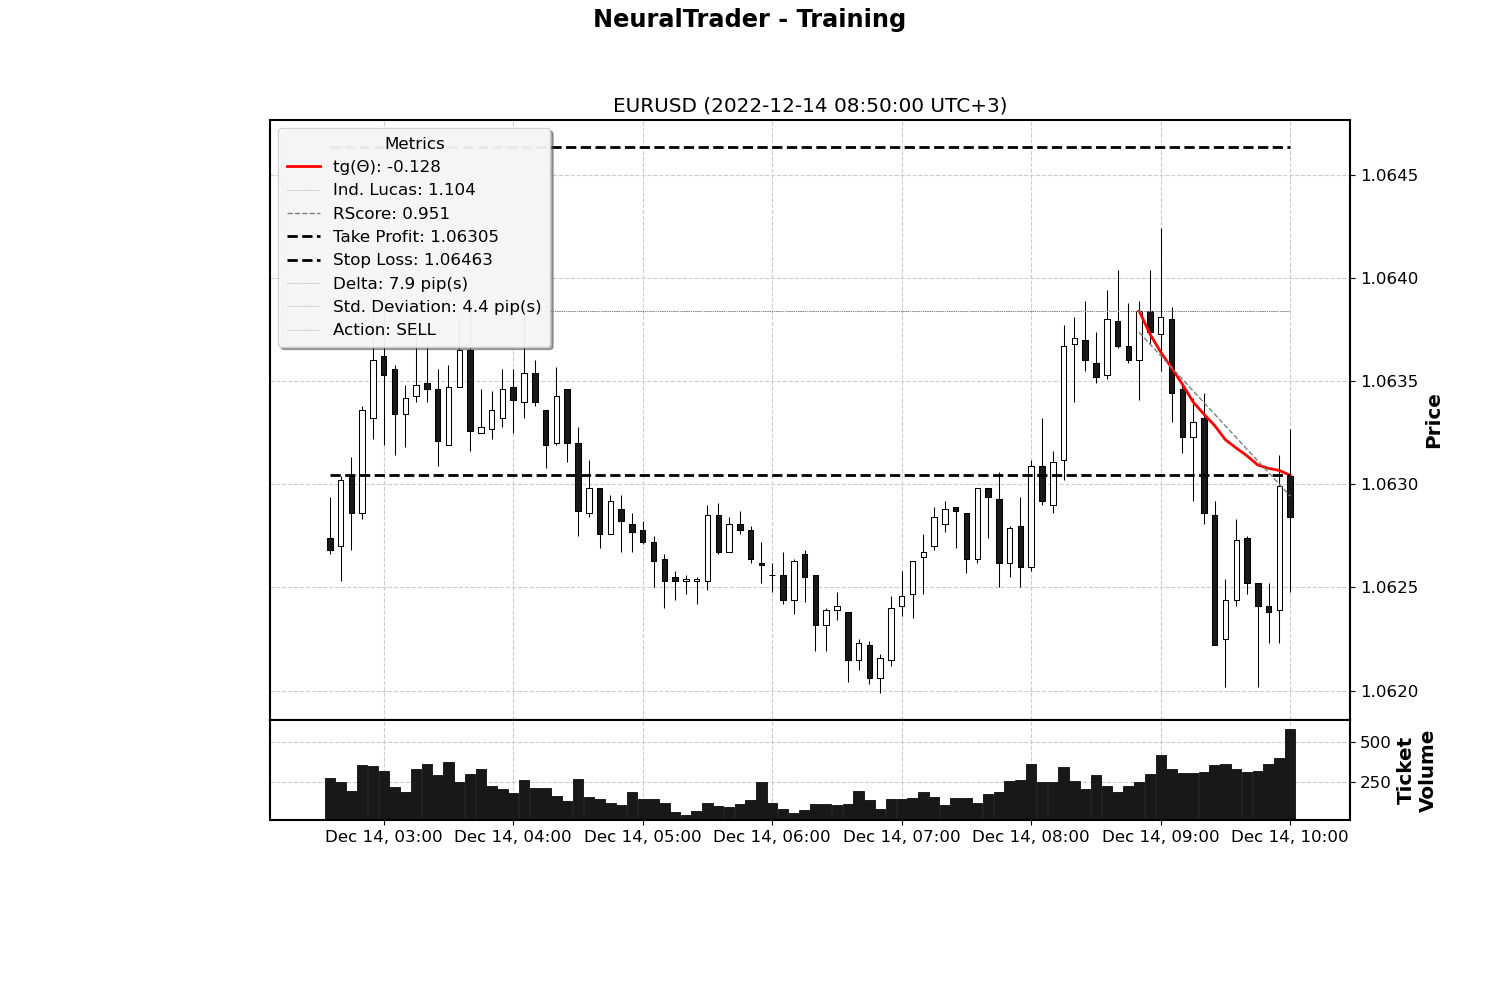 NeuralTrader - Training
EURUSD (2022-12-14 08:50:00 UTC+3)
Metrics
tg(Θ): -0.128
Ind. Lucas: 1.104
RScore: 0.951
Take Profit: 1.06305
Stop Loss: 1.06463
Delta: 7.9 pip(s)
Std. Deviation: 4.4 pip(s)
Action: SELL
1.0645
1.0640
1.0635
1.0630
1.0625
1.0620
Price
500
250
Ticket
Volume
Dec 14, 03:00
Dec 14, 04:00
Dec 14, 05:00
Dec 14, 06:00
Dec 14, 07:00
Dec 14, 08:00
Dec 14, 09:00
Dec 14, 10:00